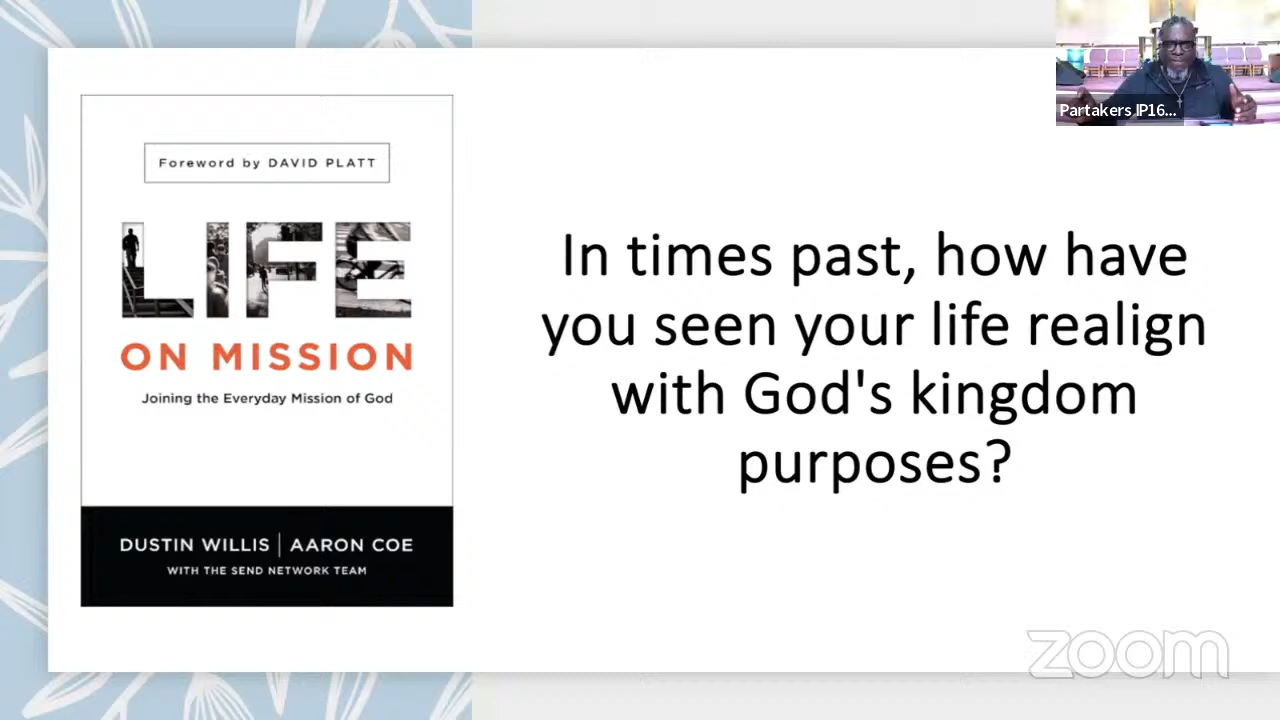 Foreword by DAVID PLATT
LIFE
ON MISSION
Joining the Everyday Mission of God
DUSTIN WILLIS | AARON COE
WITH THE SEND NETWORK TEAM
In times past, how have
you seen your life realign
with God's kingdom
purposes?
Partakers IP16...
zoom